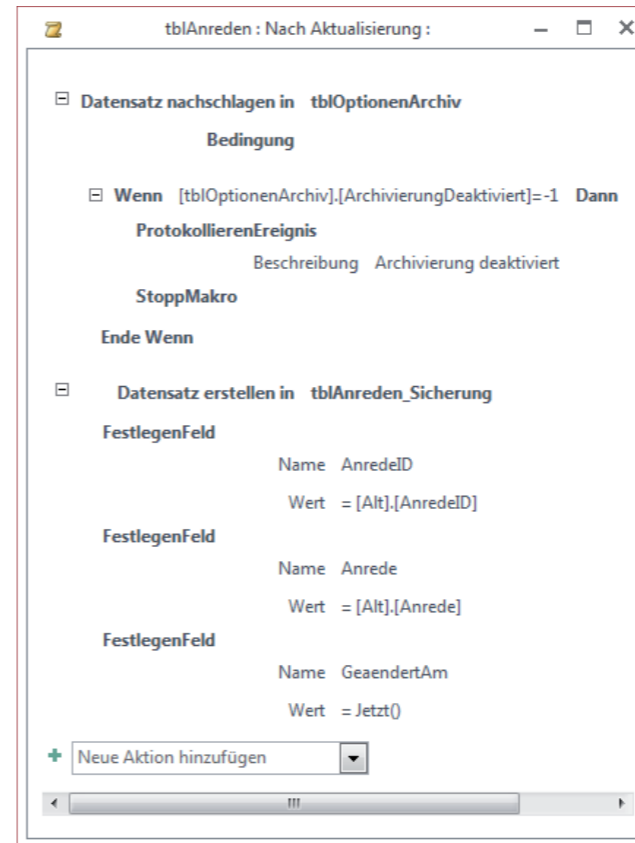 tblAnreden : Nach Aktualisierung :
Datensatz nachschlagen in tblOptionenArchiv
Bedingung
Wenn [tblOptionenArchiv].[ArchivierungDeaktiviert]=-1 Dann
ProtokollierenEreignis
Beschreibung Archivierung deaktiviert
StoppMakro
Ende Wenn
Datensatz erstellen in tblAnreden_Sicherung
FestlegenFeld
Name AnredeID
Wert = [Alt].[AnredeID]
FestlegenFeld
Name Anrede
Wert = [Alt].[Anrede]
FestlegenFeld
Name GeaendertAm
Wert = Jetzt()
Neue Aktion hinzufügen